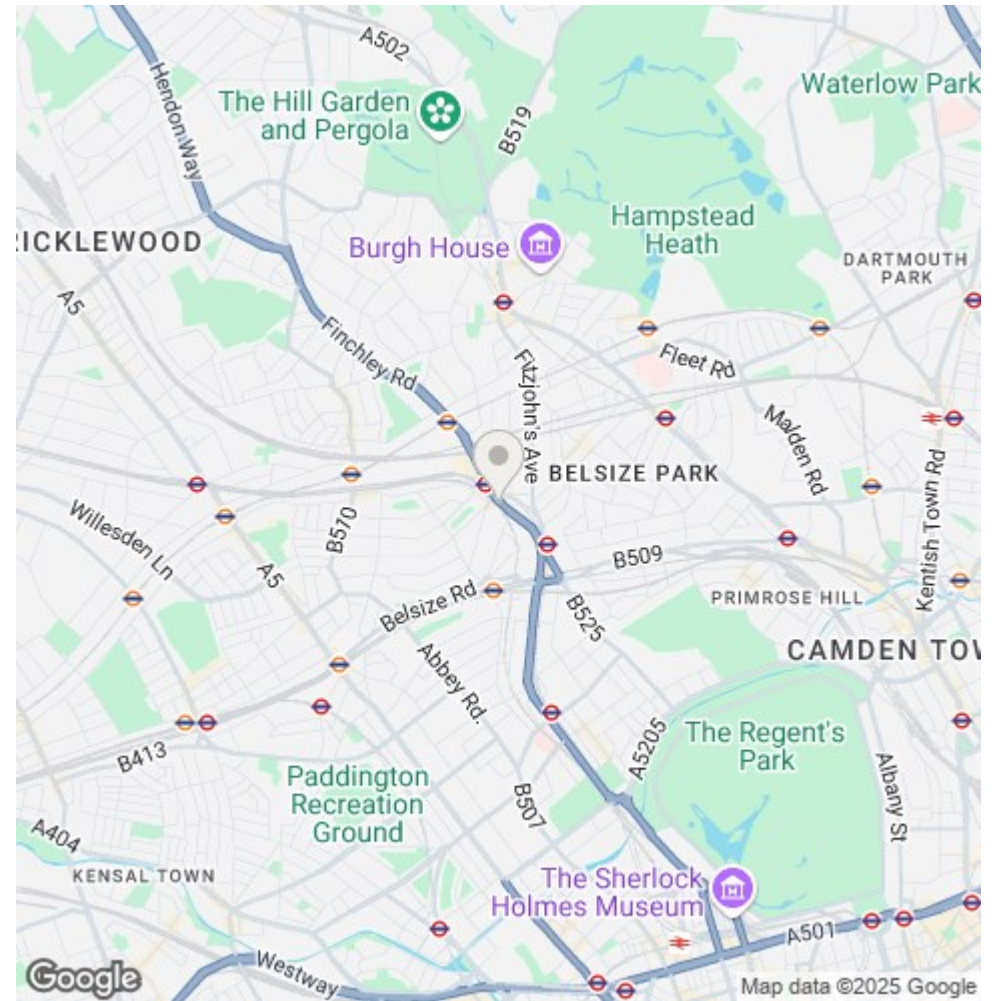 A502
Waterlow Park
Hendon Way
The Hill Garden
and Pergola
B519
Hampstead
Heath
RICKLEWOOD
Burgh House
DARTMOUTH
PARK
A5
Finchley Rd
Fitzjohn's Ave
Fleet Rd
Malden Rd
BELSIZE PARK
Kentish Town Rd
Willesden Ln
B510
A5
B509
Belsize Rd
B525
PRIMROSE HILL
CAMDEN TOW
Abbey Rd.
A5205
The Regent's
Park
B413
Paddington
Recreation
Ground
B507
Albany St
A404
KENSAL TOWN
The Sherlock
Holmes Museum
A501
Westway
Google
Map data ©2025 Google